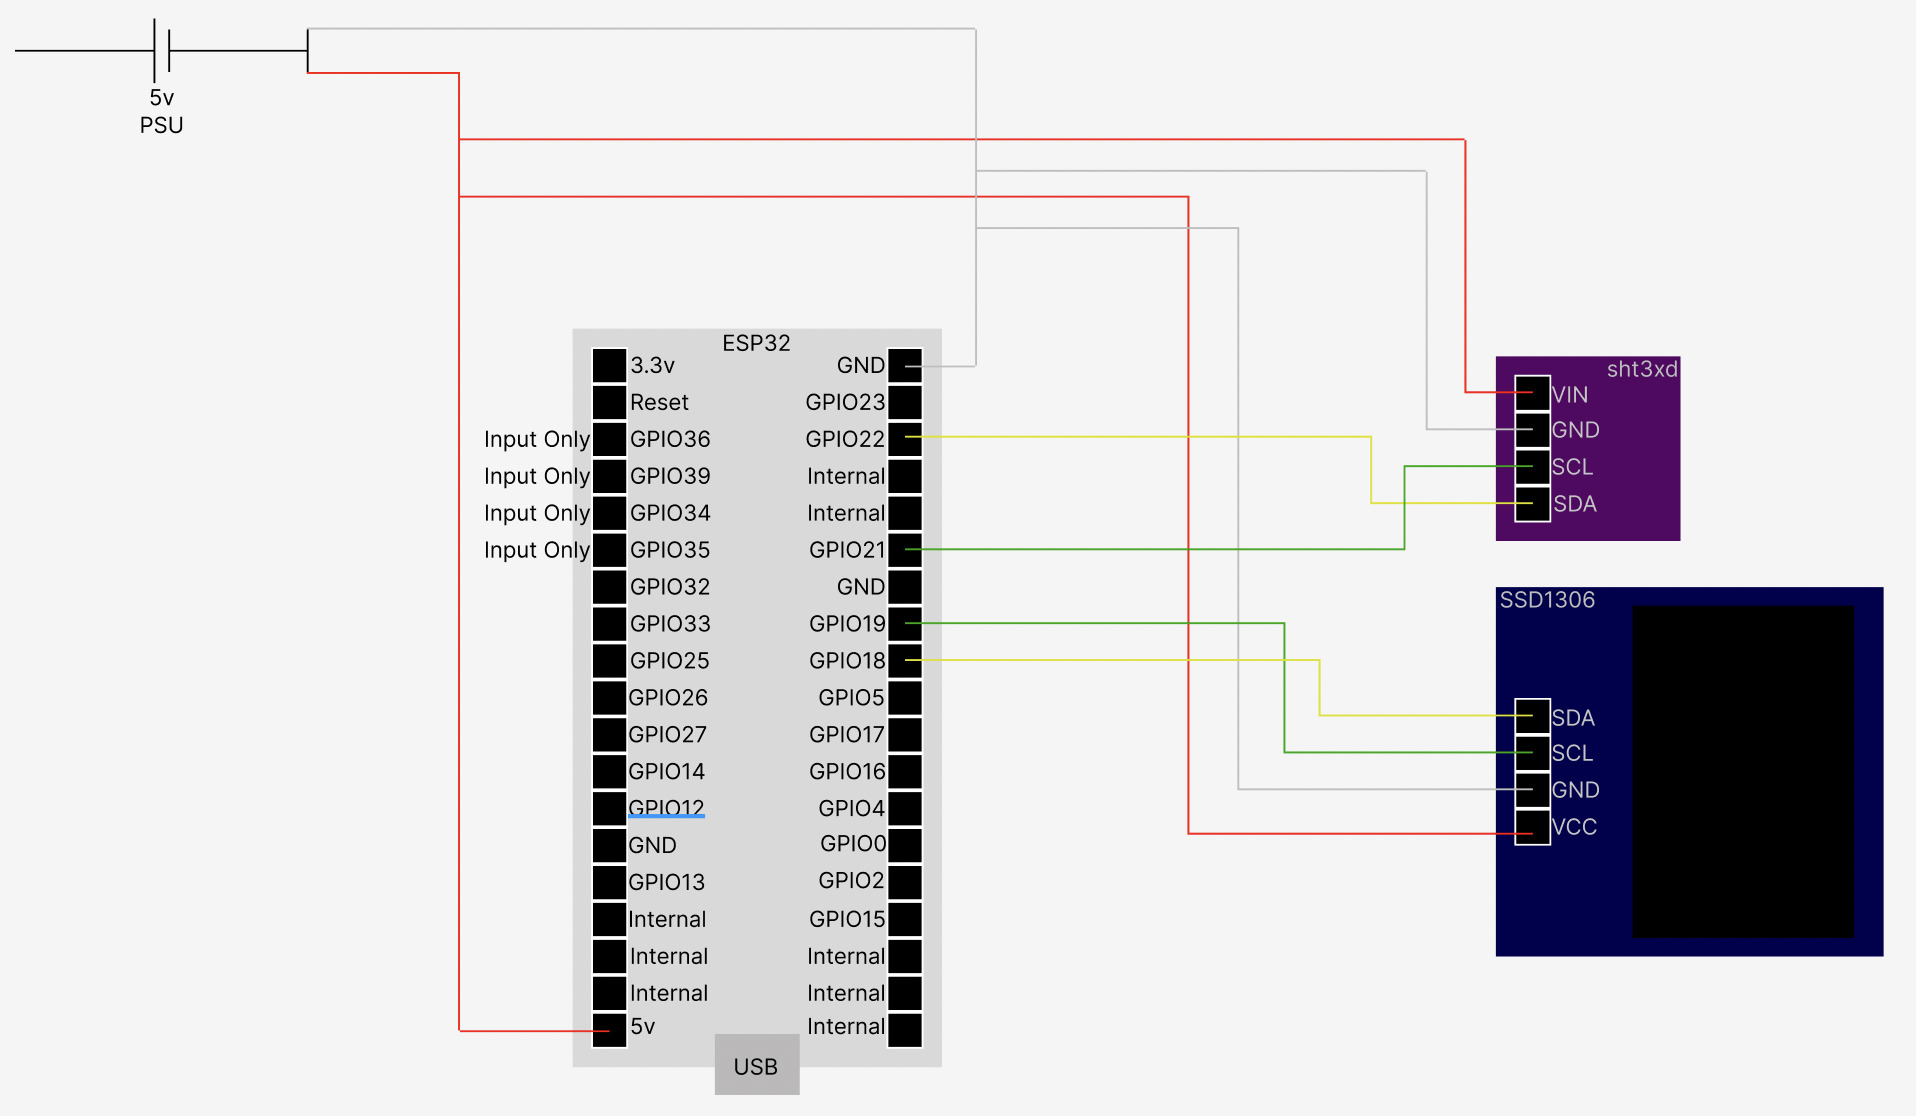 5v
PSU
ESP32
3.3v
GND
Reset
GPIO23
Input Only
GPIO36
GPIO22
Input Only
GPIO39
Internal
Input Only
GPIO34
Internal
Input Only
GPIO35
GPIO21
GPIO32
GND
GPIO33
GPIO19
GPIO25
GPIO18
GPIO26
GPIO5
GPIO27
GPIO17
GPIO14
GPIO16
GPIO12
GPIO4
GND
GPIO0
GPIO13
GPIO2
Internal
GPIO15
Internal
Internal
Internal
Internal
5v
Internal
USB
sht3xd
VIN
GND
SCL
SDA
SSD1306
SDA
SCL
GND
VCC